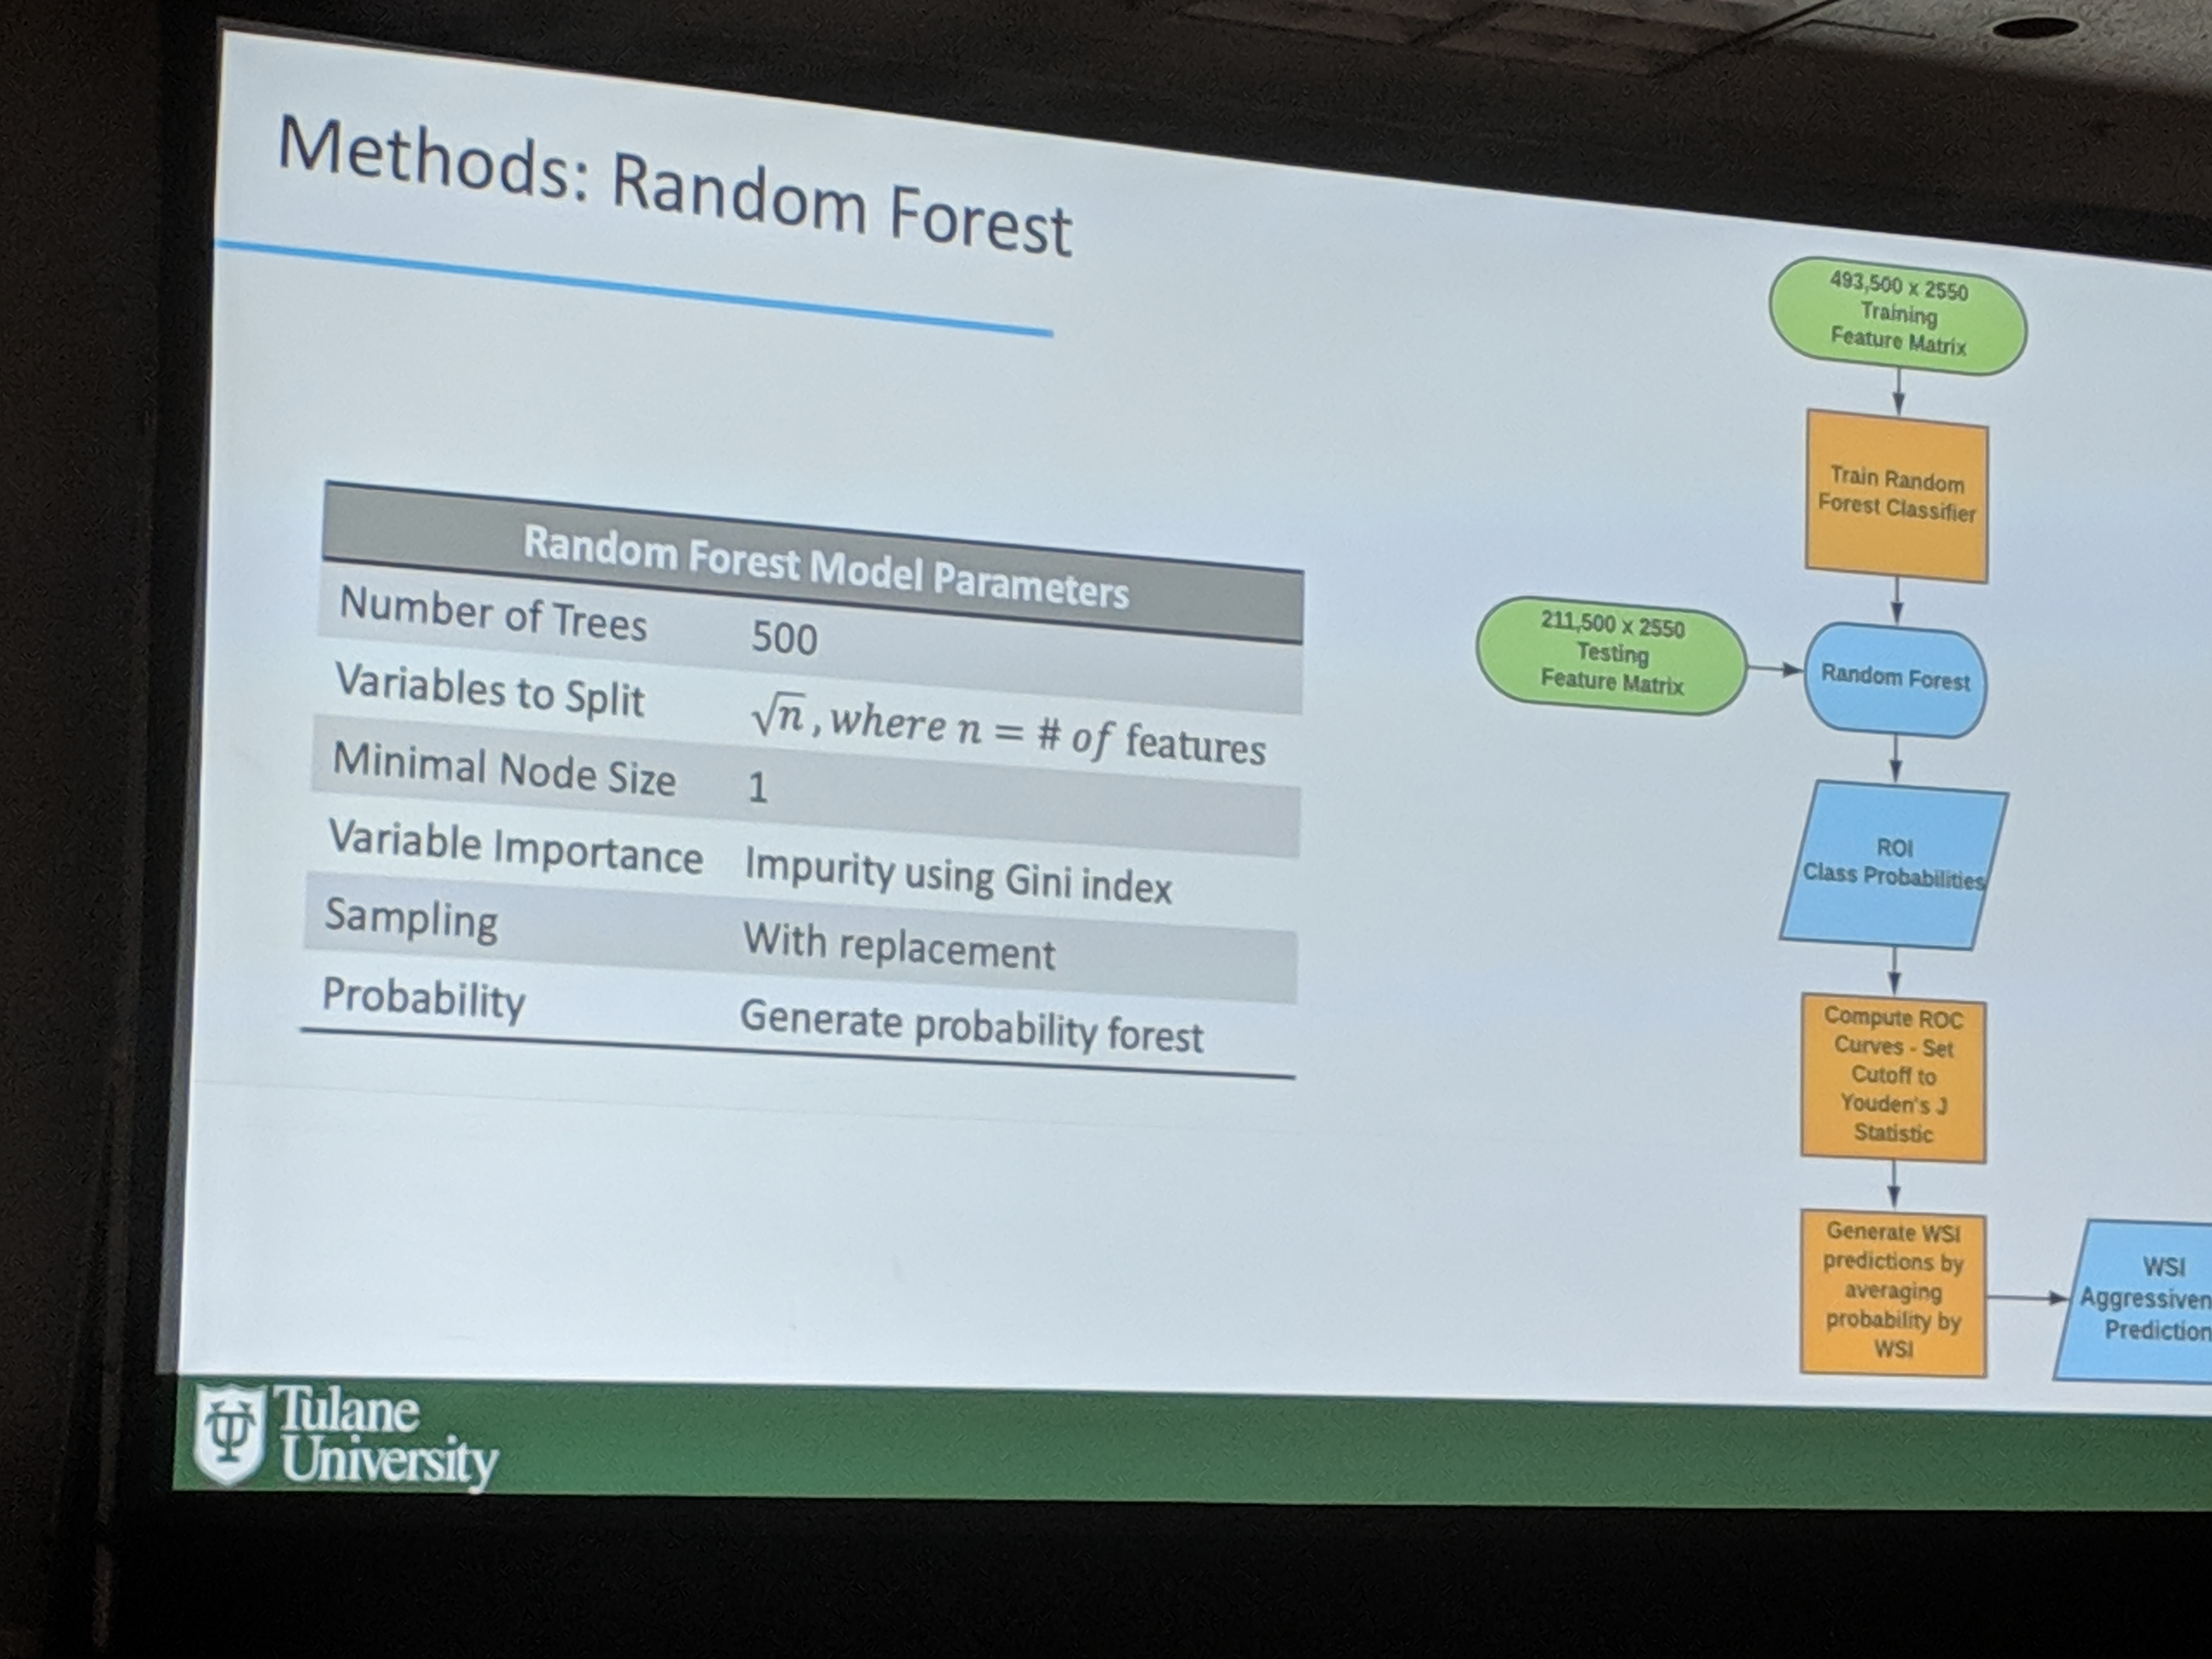 Methods: Random Forest
Random Forest Model Parameters
Number of Trees 500
Variables to Split √n, where n = # of features
Minimal Node Size 1
Variable Importance Impurity using Gini index
Sampling With replacement
Probability Generate probability forest
493,500 x 2550
Training
Feature Matrix
Train Random
Forest Classifier
211,500 x 2550
Testing
Feature Matrix
Random Forest
ROI
Class Probabilities
Compute ROC
Curves - Set
Cutoff to
Youden's J
Statistic
Generate WSI
predictions by
averaging
probability by
WSI
WSI
Aggressiven
Prediction
Tulane
University